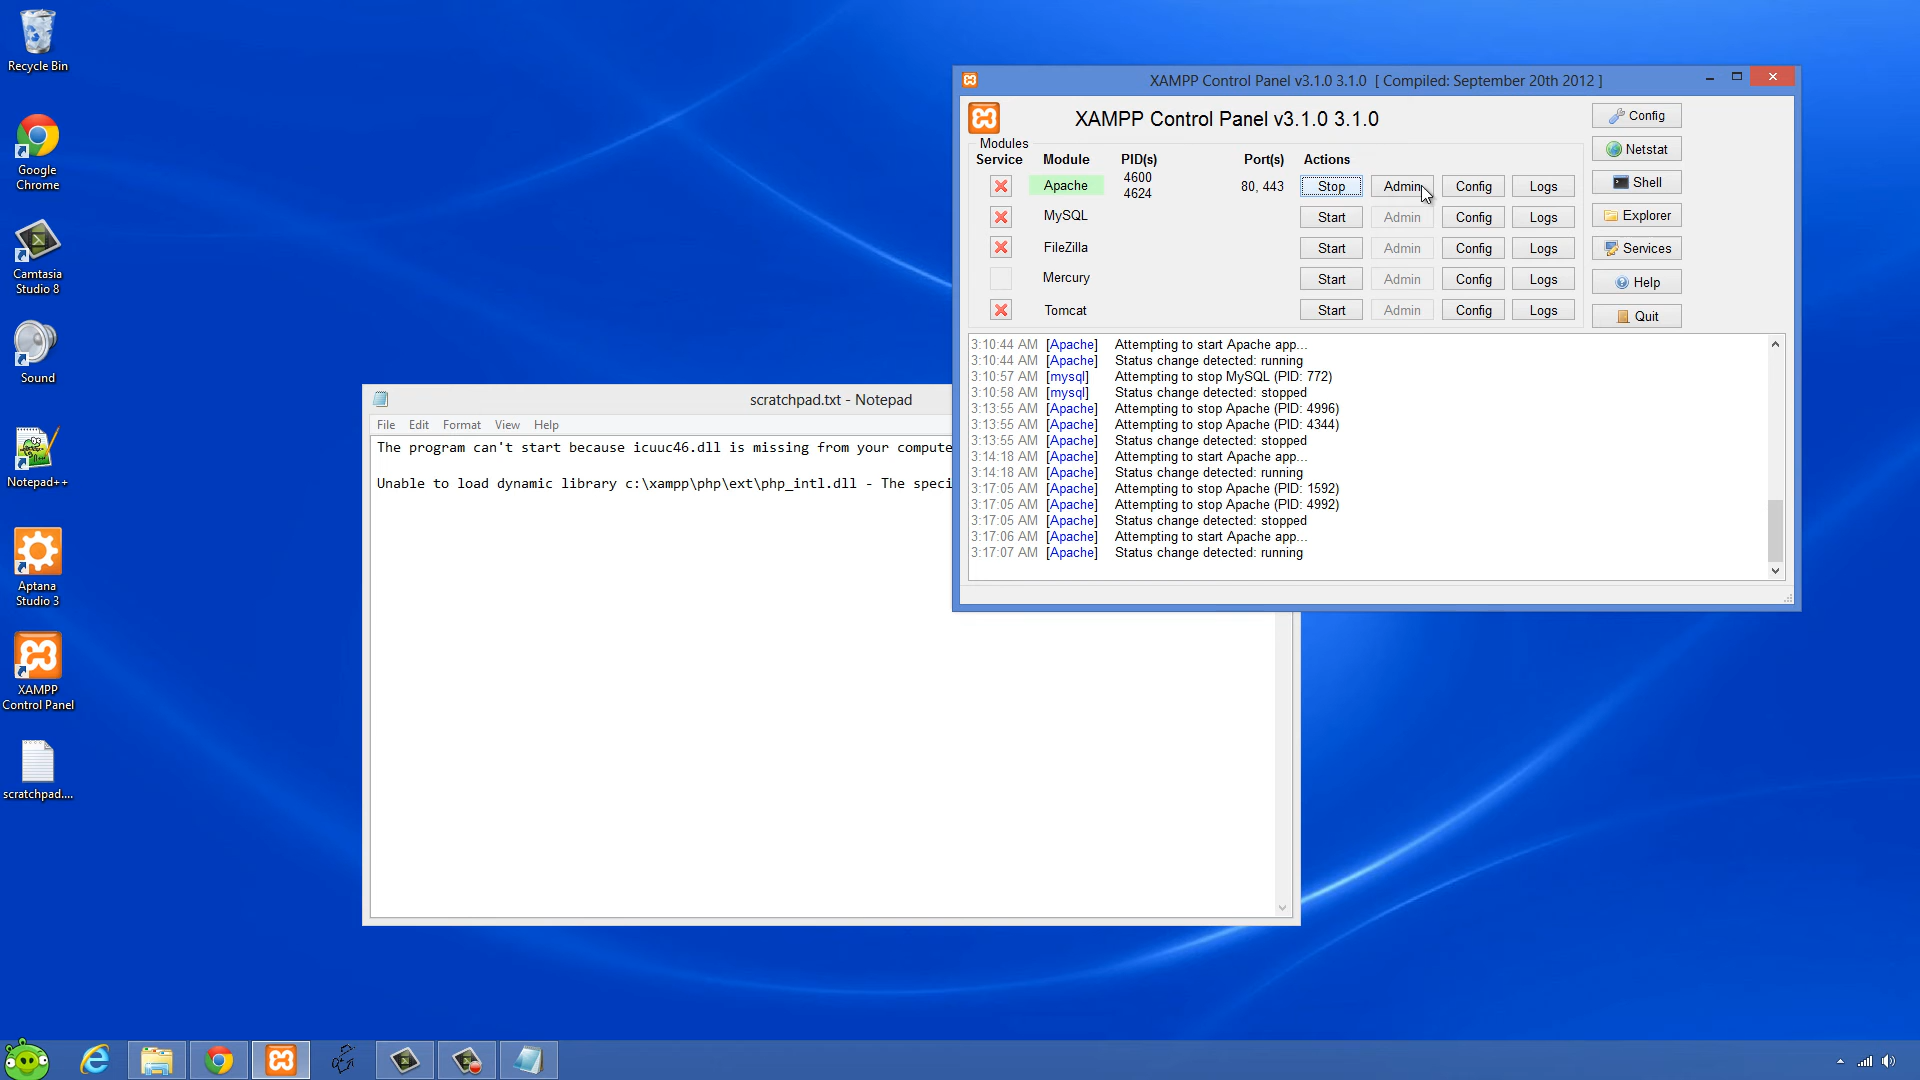 Recycle Bin
Google
Chrome
Camtasia
Studio 8
Sound
Notepad++
Aptana
Studio 3
XAMPP
Control Panel
scratchpad....
scratchpad.txt - Notepad
File Edit Format View Help
The program can't start because icuuc46.dll is missing from your compute
Unable to load dynamic library c:\xampp\php\ext\php_intl.dll - The speci
XAMPP Control Panel v3.1.0 3.1.0 [ Compiled: September 20th 2012 ]
XAMPP Control Panel v3.1.0 3.1.0
Modules
Service Module PID(s) Port(s) Actions
Apache 4600 4624 80, 443 Stop Admin Config Logs
MySQL Start Admin Config Logs
FileZilla Start Admin Config Logs
Mercury Start Admin Config Logs
Tomcat Start Admin Config Logs
Config
Netstat
Shell
Explorer
Services
Help
Quit
3:10:44 AM [Apache] Attempting to start Apache app...
3:10:44 AM [Apache] Status change detected: running
3:10:57 AM [mysql] Attempting to stop MySQL (PID: 772)
3:10:58 AM [mysql] Status change detected: stopped
3:13:55 AM [Apache] Attempting to stop Apache (PID: 4996)
3:13:55 AM [Apache] Attempting to stop Apache (PID: 4344)
3:13:55 AM [Apache] Status change detected: stopped
3:14:18 AM [Apache] Attempting to start Apache app...
3:14:18 AM [Apache] Status change detected: running
3:17:05 AM [Apache] Attempting to stop Apache (PID: 1592)
3:17:05 AM [Apache] Attempting to stop Apache (PID: 4992)
3:17:05 AM [Apache] Status change detected: stopped
3:17:06 AM [Apache] Attempting to start Apache app...
3:17:07 AM [Apache] Status change detected: running